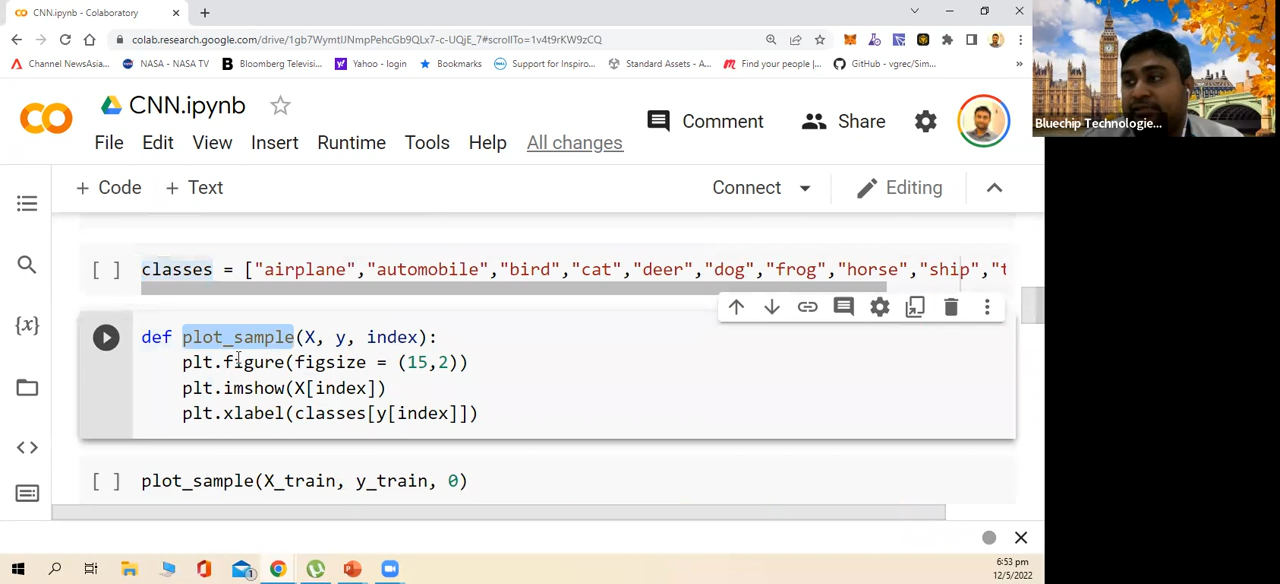 CNN.ipynb - Colaboratory
colab.research.google.com/drive/1gb7WymtIJNmpPehcGb9QLx7-c-UQjE_7#scrollTo=1v4t9rKW9zCQ
Channel NewsAsia...
NASA - NASA TV
Bloomberg Televisi...
Yahoo - login
Bookmarks
Support for Inspiro...
Standard Assets - A...
Find your people |...
GitHub - vgrec/Sim...
Bluechip Technologie...
CNN.ipynb
Comment
Share
File Edit View Insert Runtime Tools Help All changes
+ Code + Text
Connect
Editing
[ ] classes = ["airplane","automobile","bird","cat","deer","dog","frog","horse","ship","t
def plot_sample(X, y, index):
plt.figure(figsize = (15,2))
plt.imshow(X[index])
plt.xlabel(classes[y[index]])
[ ] plot_sample(X_train, y_train, 0)
6:53 pm
12/5/2022